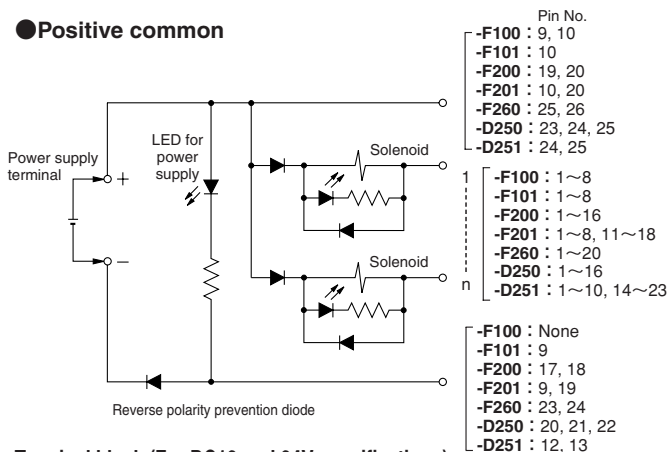 ●Positive common
Pin No.
-F100 : 9, 10
-F101 : 10
-F200 : 19, 20
-F201 : 10, 20
-F260 : 25, 26
-D250 : 23, 24, 25
-D251 : 24, 25
Power supply
terminal
+
−
LED for
power
supply
Solenoid
Solenoid
1
n
-F100 : 1～8
-F101 : 1～8
-F200 : 1～16
-F201 : 1～8, 11～18
-F260 : 1～20
-D250 : 1～16
-D251 : 1～10, 14～23
-F100 : None
-F101 : 9
-F200 : 17, 18
-F201 : 9, 19
-F260 : 23, 24
-D250 : 20, 21, 22
-D251 : 12, 13
Reverse polarity prevention diode